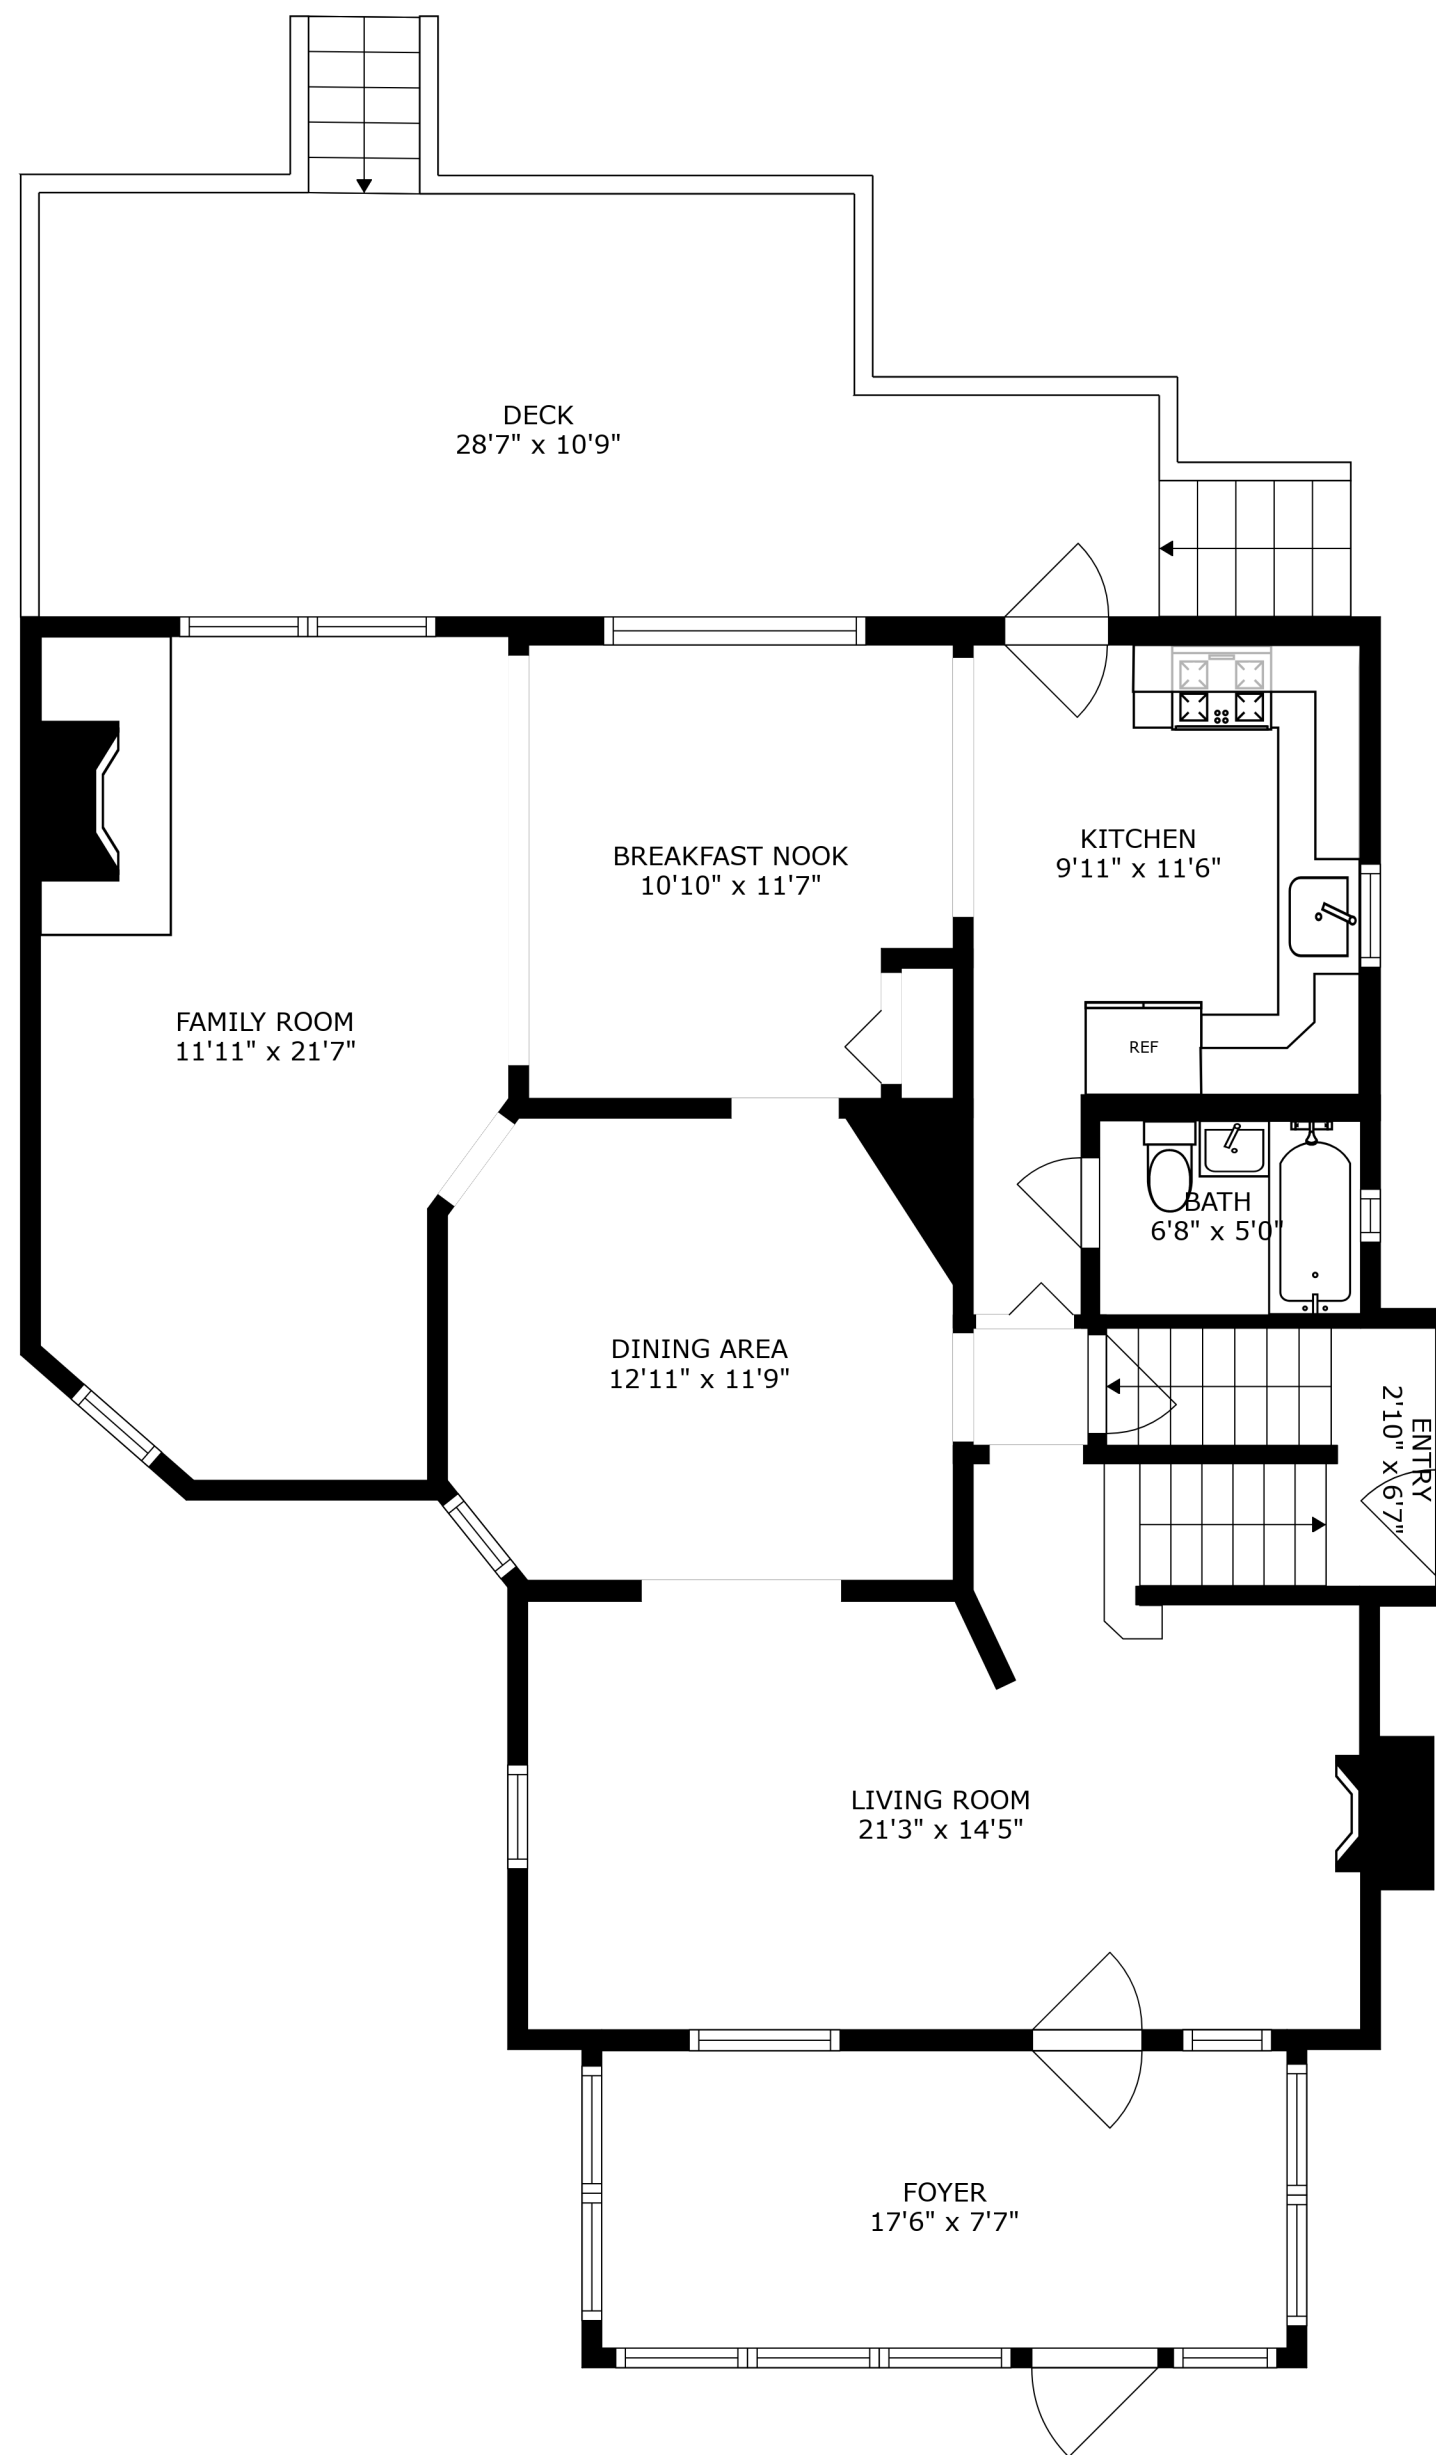 DECK
28'7" x 10'9"
BREAKFAST NOOK
10'10" x 11'7"
KITCHEN
9'11" x 11'6"
FAMILY ROOM
11'11" x 21'7"
REF
BATH
6'8" x 5'0"
DINING AREA
12'11" x 11'9"
ENTRY
2'10" x 6'7"
LIVING ROOM
21'3" x 14'5"
FOYER
17'6" x 7'7"